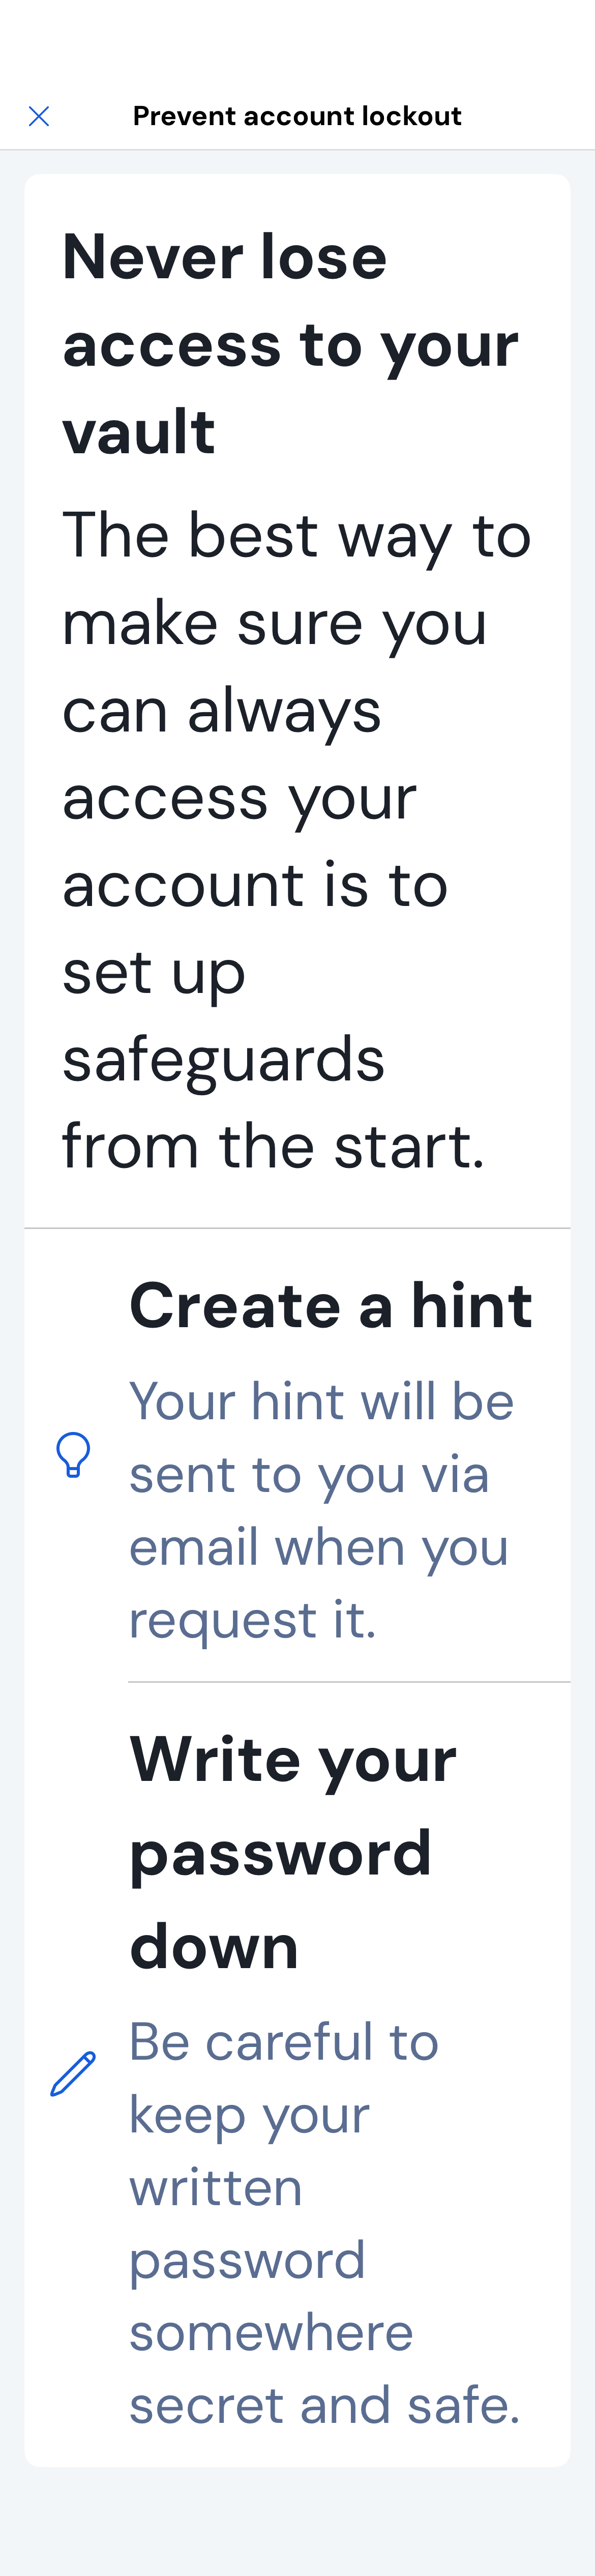 Prevent account lockout
Never lose
access to your
vault
The best way to
make sure you
can always
access your
account is to
set up
safeguards
from the start.
Create a hint
Your hint will be
sent to you via
email when you
request it.
Write your
password
down
Be careful to
keep your
written
password
somewhere
secret and safe.